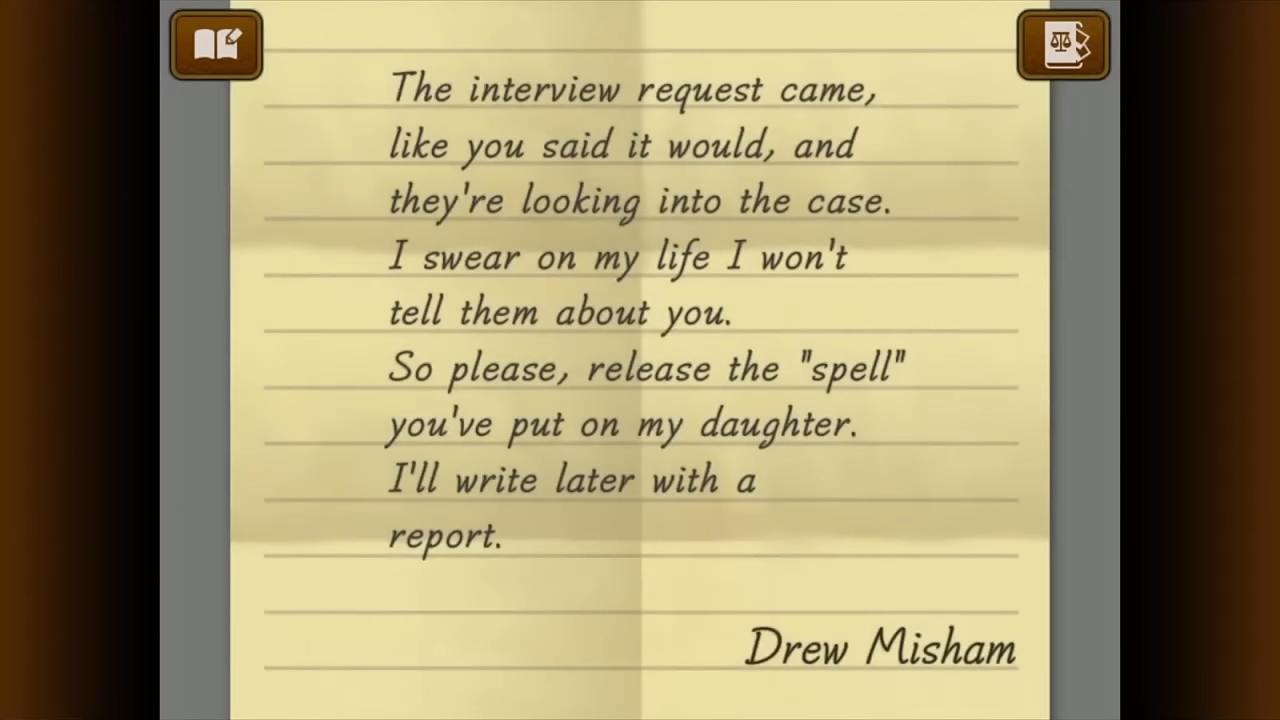 The interview request came,
like you said it would, and
they're looking into the case.
I swear on my life I won't
tell them about you.
So please, release the "spell"
you've put on my daughter.
I'll write later with a
report.
Drew Misham